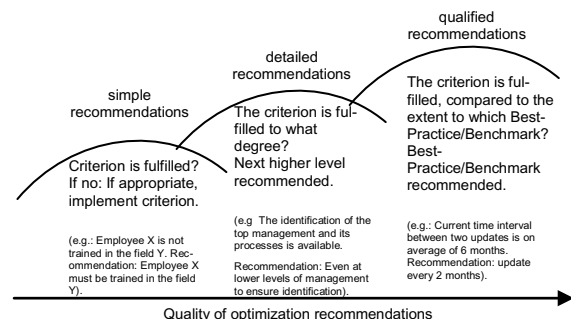 simple
recommendations
Criterion is fulfilled?
If no: If appropriate,
implement criterion.
(e.g.: Employee X is not
trained in the field Y. Rec-
ommendation: Employee X
must be trained in the field
Y).
detailed
recommendations
The criterion is ful-
filled to what
degree?
Next higher level
recommended.
(e.g  The identification of the
top management and its
processes is available.
Recommendation: Even at
lower levels of management
to ensure identification).
qualified
recommendations
The criterion is ful-
filled, compared to the
extent to which Best-
Practice/Benchmark?
Best-
Practice/Benchmark
recommended.
(e.g.: Current time interval
between two updates is on
average of 6 months.
Recommendation: update
every 2 months).
Quality of optimization recommendations